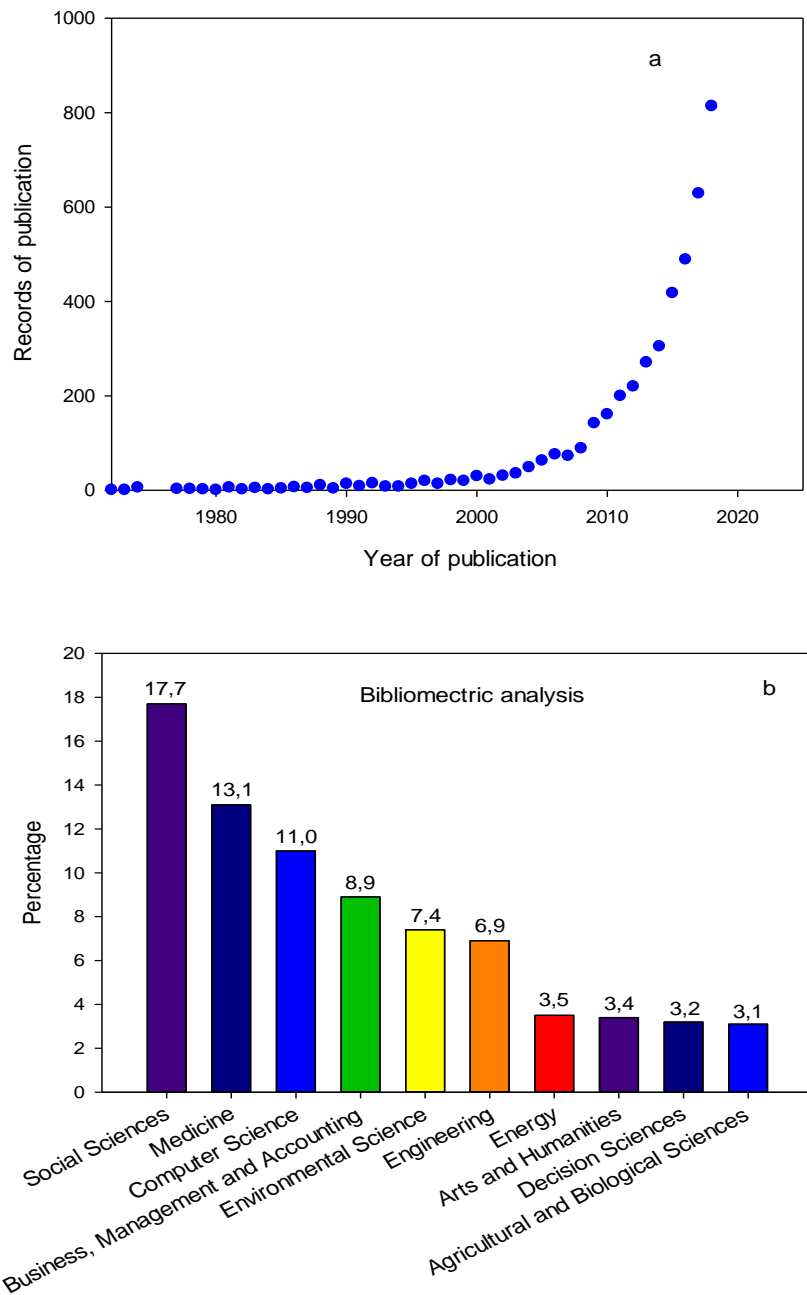 1000
a
800
600
400
200
0
Records of publication
1980 1990 2000 2010 2020
Year of publication
20
18
16
14
12
10
8
6
4
2
0
Percentage
Bibliomectric analysis
b
17,7
13,1
11,0
8,9
7,4
6,9
3,5
3,4
3,2
3,1
Social Sciences
Medicine
Computer Science
Business, Management and Accounting
Environmental Science
Engineering
Energy
Arts and Humanities
Decision Sciences
Agricultural and Biological Sciences